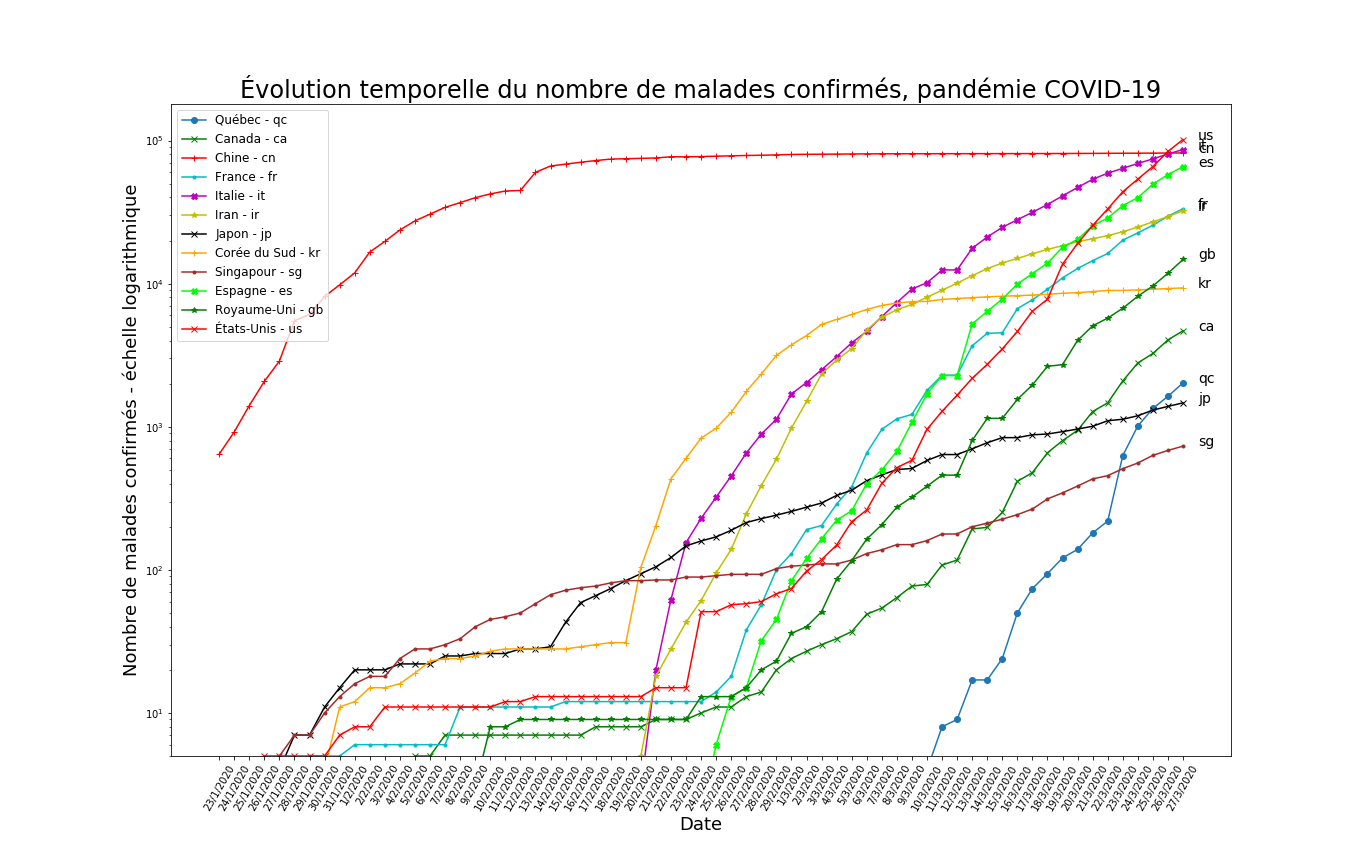 Évolution temporelle du nombre de malades confirmés, pandémie COVID-19
Nombre de malades confirmés - échelle logarithmique
10⁵
10⁴
10³
10²
10¹
Québec - qc
Canada - ca
Chine - cn
France - fr
Italie - it
Iran - ir
Japon - jp
Corée du Sud - kr
Singapour - sg
Espagne - es
Royaume-Uni - gb
États-Unis - us
us
cn
es
fr
ir
gb
kr
ca
qc
jp
sg
23/1/2020
24/1/2020
25/1/2020
26/1/2020
27/1/2020
28/1/2020
29/1/2020
30/1/2020
31/1/2020
1/2/2020
2/2/2020
3/2/2020
4/2/2020
5/2/2020
6/2/2020
7/2/2020
8/2/2020
9/2/2020
10/2/2020
11/2/2020
12/2/2020
13/2/2020
14/2/2020
15/2/2020
16/2/2020
17/2/2020
18/2/2020
19/2/2020
20/2/2020
21/2/2020
22/2/2020
23/2/2020
24/2/2020
25/2/2020
26/2/2020
27/2/2020
28/2/2020
29/2/2020
1/3/2020
2/3/2020
3/3/2020
4/3/2020
5/3/2020
6/3/2020
7/3/2020
8/3/2020
9/3/2020
10/3/2020
11/3/2020
12/3/2020
13/3/2020
14/3/2020
15/3/2020
16/3/2020
17/3/2020
18/3/2020
19/3/2020
20/3/2020
21/3/2020
22/3/2020
23/3/2020
24/3/2020
25/3/2020
26/3/2020
27/3/2020
Date